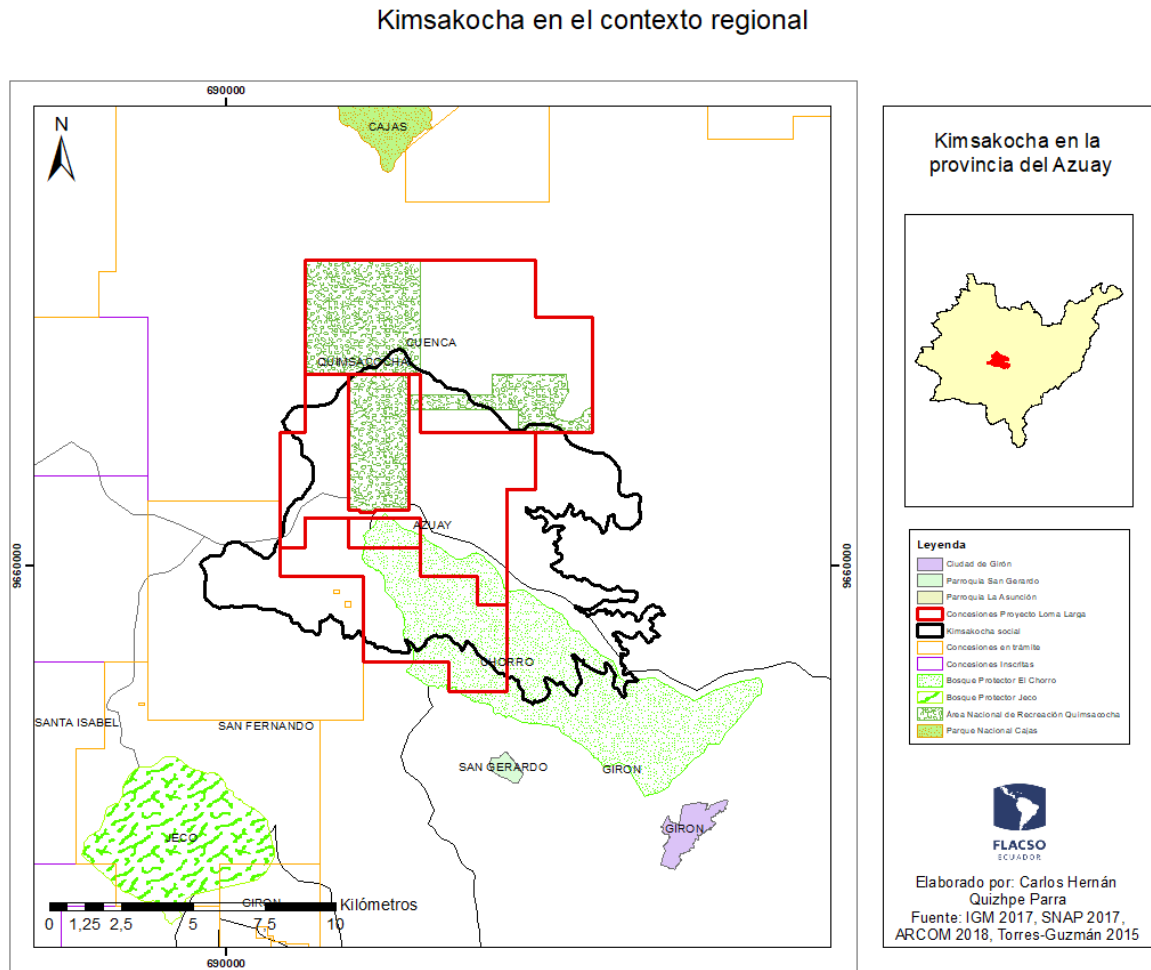 Kimsakocha en el contexto regional
690000
N
CAJAS
CUENCA
QUIMSACOCHA
AZUAY
9660000
9660000
CHORRO
SANTA ISABEL
SAN FERNANDO
SAN GERARDO
GIRON
GIRON
JECO
GIRON
Kilómetros
0 1,25 2,5 5 7,5 10
690000
Kimsakocha en la
provincia del Azuay
Leyenda
Ciudad de Girón
Parroquia San Gerardo
Parroquia La Asunción
Concesiones Proyecto Loma Larga
Kimsakocha social
Concesiones en trámite
Concesiones Inscritas
Bosque Protector El Chorro
Bosque Protector Jeco
Área Nacional de Recreación Quimsacocha
Parque Nacional Cajas
FLACSO
ECUADOR
Elaborado por: Carlos Hernán
Quizhpe Parra
Fuente: IGM 2017, SNAP 2017,
ARCOM 2018, Torres-Guzmán 2015